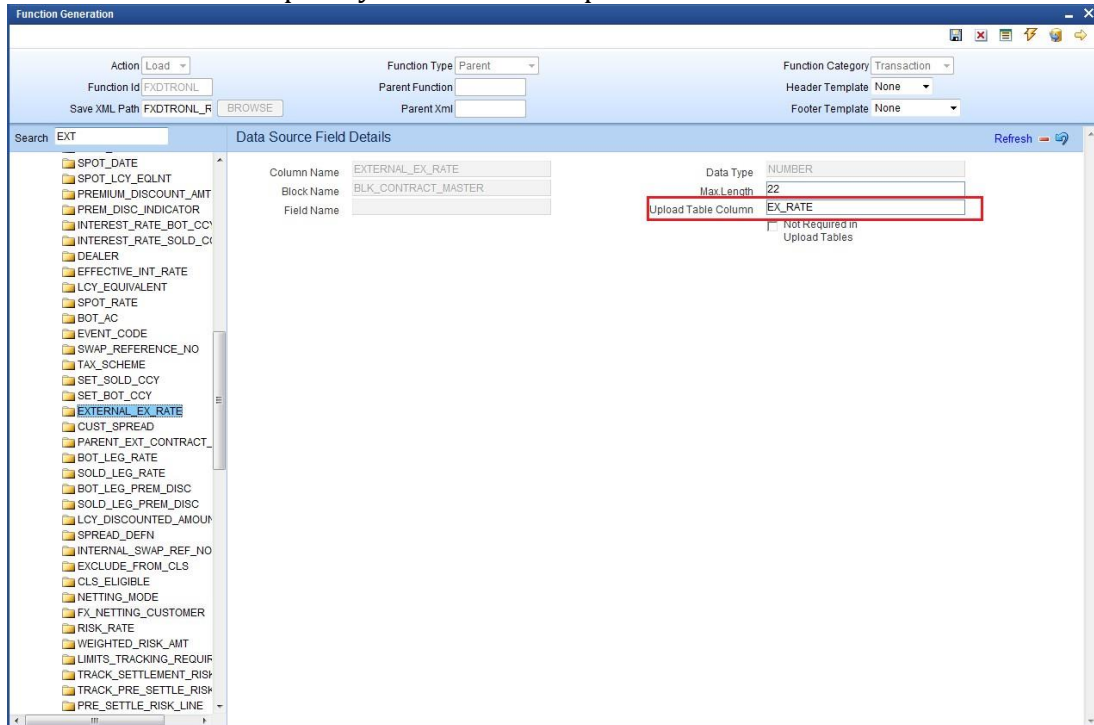 Function Generation
Action Load
Function Type Parent
Function Category Transaction
Function Id FXDTRONL
Parent Function
Header Template None
Save XML Path FXDTRONL_R BROWSE
Parent Xml
Footer Template None
Search EXT
Data Source Field Details
Refresh
SPOT_DATE
SPOT_LCY_EQLNT
PREMIUM_DISCOUNT_AMT
PREM_DISC_INDICATOR
INTEREST_RATE_BOT_CCY
INTEREST_RATE_SOLD_CC
DEALER
EFFECTIVE_INT_RATE
LCY_EQUIVALENT
SPOT_RATE
BOT_AC
EVENT_CODE
SWAP_REFERENCE_NO
TAX_SCHEME
SET_SOLD_CCY
SET_BOT_CCY
EXTERNAL_EX_RATE
CUST_SPREAD
PARENT_EXT_CONTRACT_
BOT_LEG_RATE
SOLD_LEG_RATE
BOT_LEG_PREM_DISC
SOLD_LEG_PREM_DISC
LCY_DISCOUNTED_AMOUN
SPREAD_DEFN
INTERNAL_SWAP_REF_NO
EXCLUDE_FROM_CLS
CLS_ELIGIBLE
NETTING_MODE
FX_NETTING_CUSTOMER
RISK_RATE
WEIGHTED_RISK_AMT
LIMITS_TRACKING_REQUIR
TRACK_SETTLEMENT_RISK
TRACK_PRE_SETTLE_RISK
PRE_SETTLE_RISK_LINE
Column Name EXTERNAL_EX_RATE
Data Type NUMBER
Block Name BLK_CONTRACT_MASTER
Max.Length 22
Field Name
Upload Table Column EX_RATE
Not Required in
Upload Tables